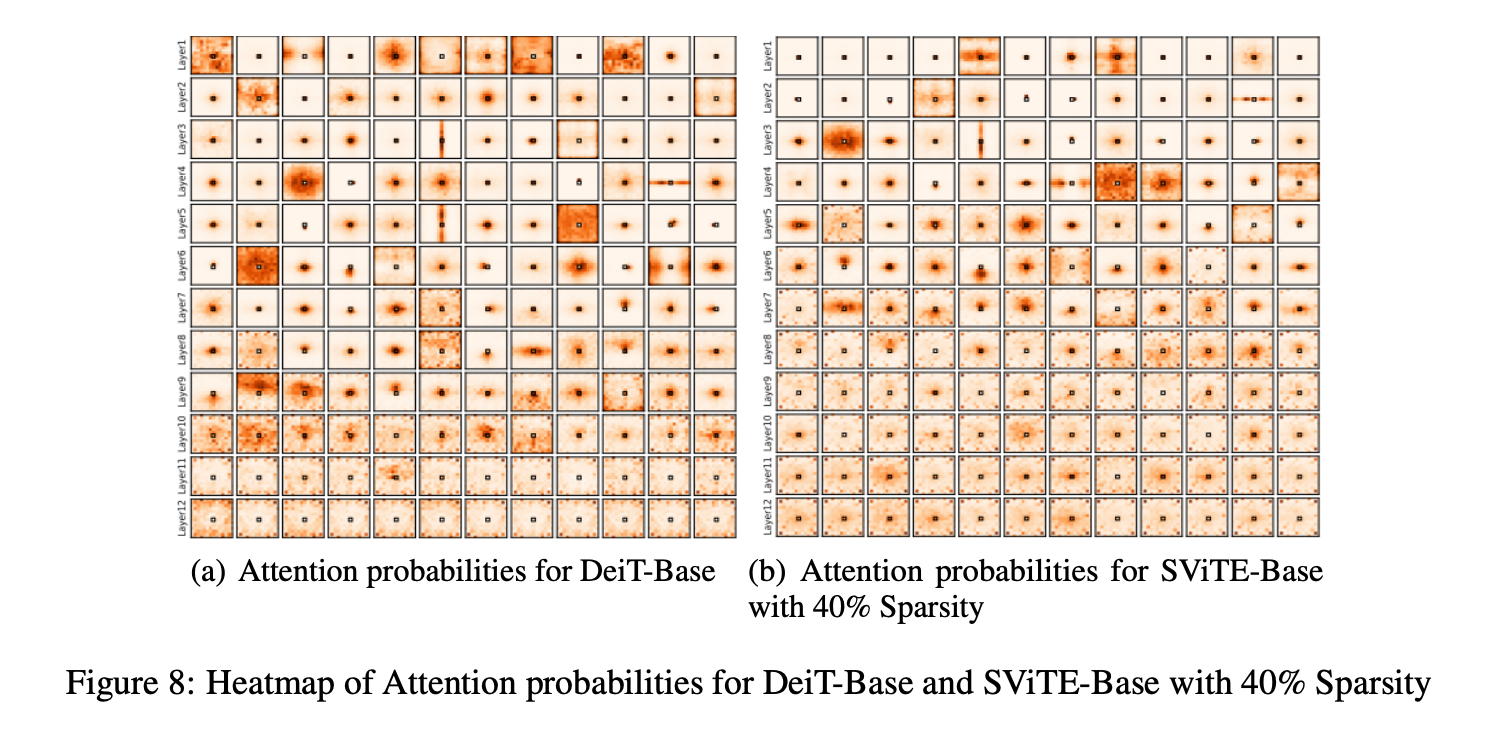 Layer1
Layer2
Layer3
Layer4
Layer5
Layer6
Layer7
Layer8
Layer9
Layer10
Layer11
Layer12
Layer1
Layer2
Layer3
Layer4
Layer5
Layer6
Layer7
Layer8
Layer9
Layer10
Layer11
Layer12
(a) Attention probabilities for DeiT-Base
(b) Attention probabilities for SViTE-Base
with 40% Sparsity
Figure 8: Heatmap of Attention probabilities for DeiT-Base and SViTE-Base with 40% Sparsity